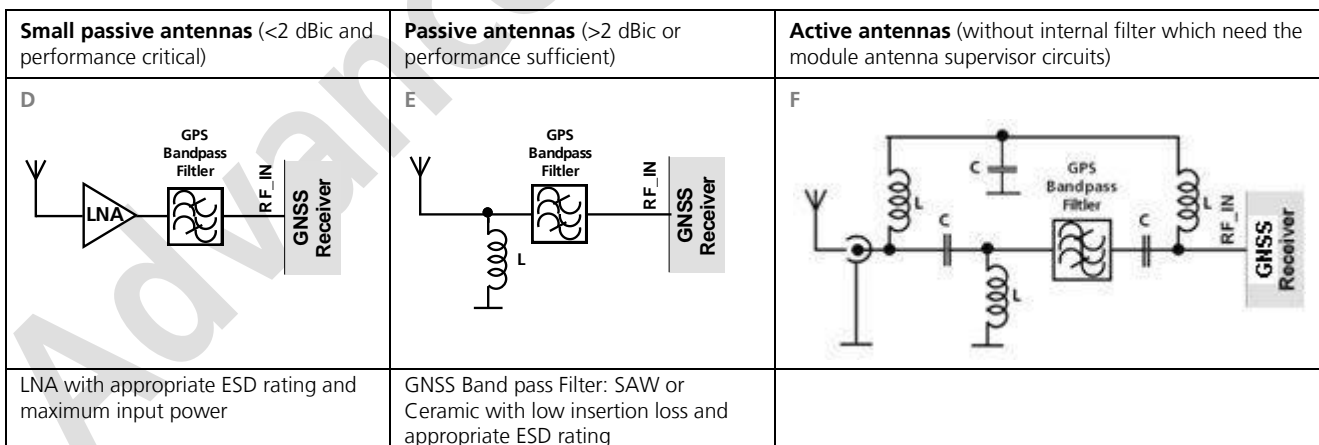 Small passive antennas (<2 dBic and
performance critical)
Passive antennas (>2 dBic or
performance sufficient)
Active antennas (without internal filter which need the
module antenna supervisor circuits)
D
GPS
Bandpass
Filtler
LNA
RF_IN
GNSS
Receiver
E
GPS
Bandpass
Filtler
L
RF_IN
GNSS
Receiver
F
C
GPS
Bandpass
Filtler
L
C
L
C
L
RF_IN
GNSS
Receiver
LNA with appropriate ESD rating and
maximum input power
GNSS Band pass Filter: SAW or
Ceramic with low insertion loss and
appropriate ESD rating
Advance